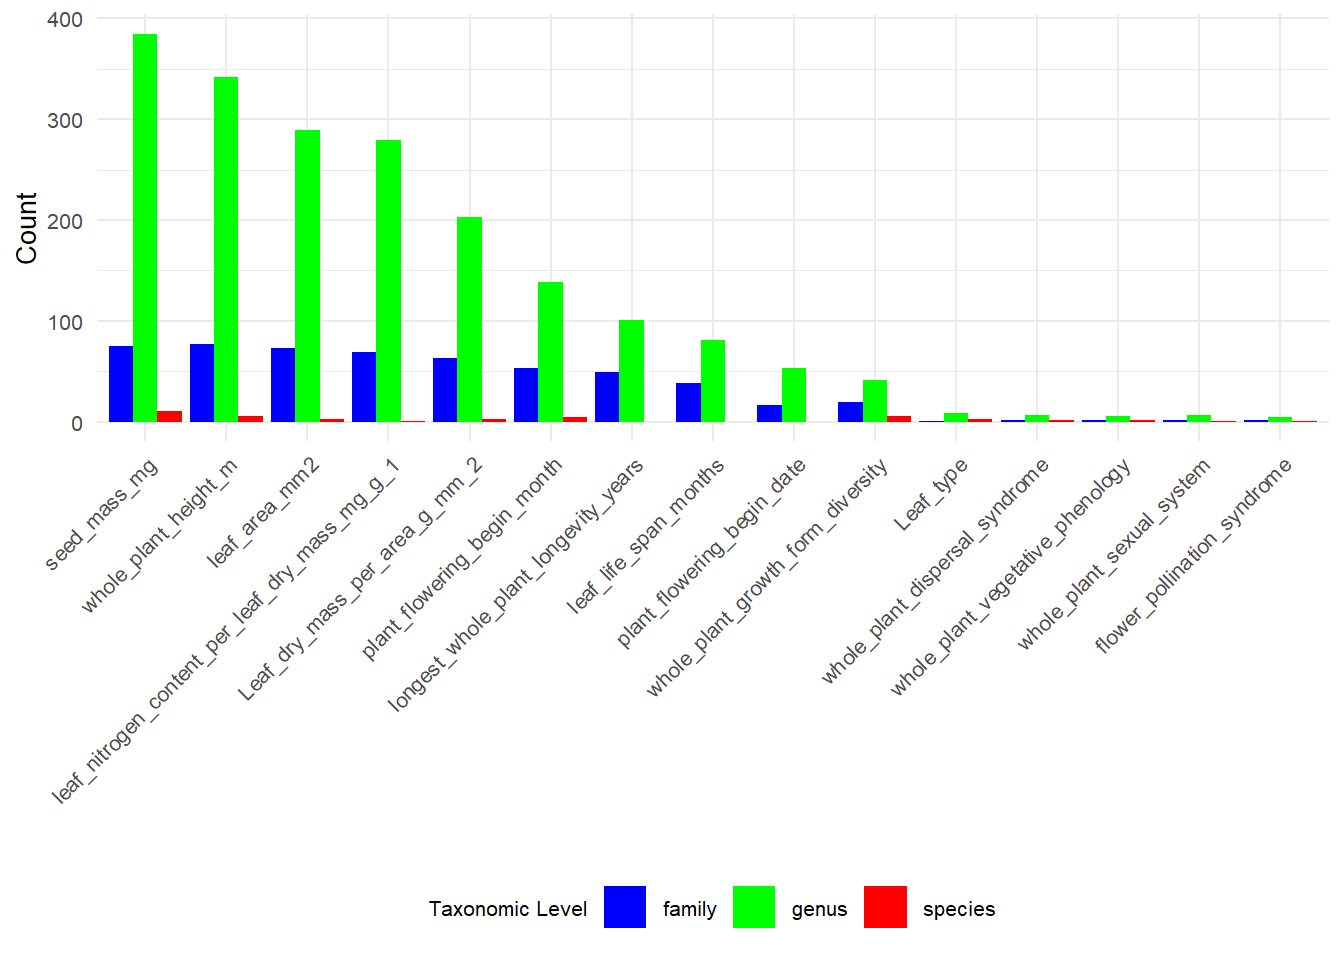 400
300
200
100
0
Count
seed_mass_mg
whole_plant_height_m
leaf_area_mm2
leaf_nitrogen_content_per_leaf_dry_mass_mg_g_1
Leaf_dry_mass_per_area_g_mm_2
plant_flowering_begin_month
longest_whole_plant_longevity_years
leaf_life_span_months
plant_flowering_begin_date
whole_plant_growth_form_diversity
Leaf_type
whole_plant_dispersal_syndrome
whole_plant_vegetative_phenology
whole_plant_sexual_system
flower_pollination_syndrome
Taxonomic Level family genus species